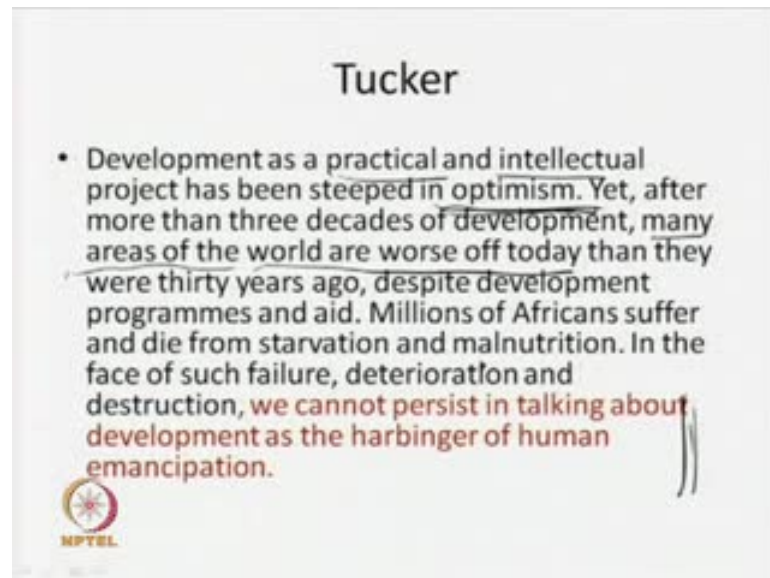 Tucker
• Development as a practical and intellectual
project has been steeped in optimism. Yet, after
more than three decades of development, many
areas of the world are worse off today than they
were thirty years ago, despite development
programmes and aid. Millions of Africans suffer
and die from starvation and malnutrition. In the
face of such failure, deterioration and
destruction, we cannot persist in talking about
development as the harbinger of human
emancipation.
NPTEL